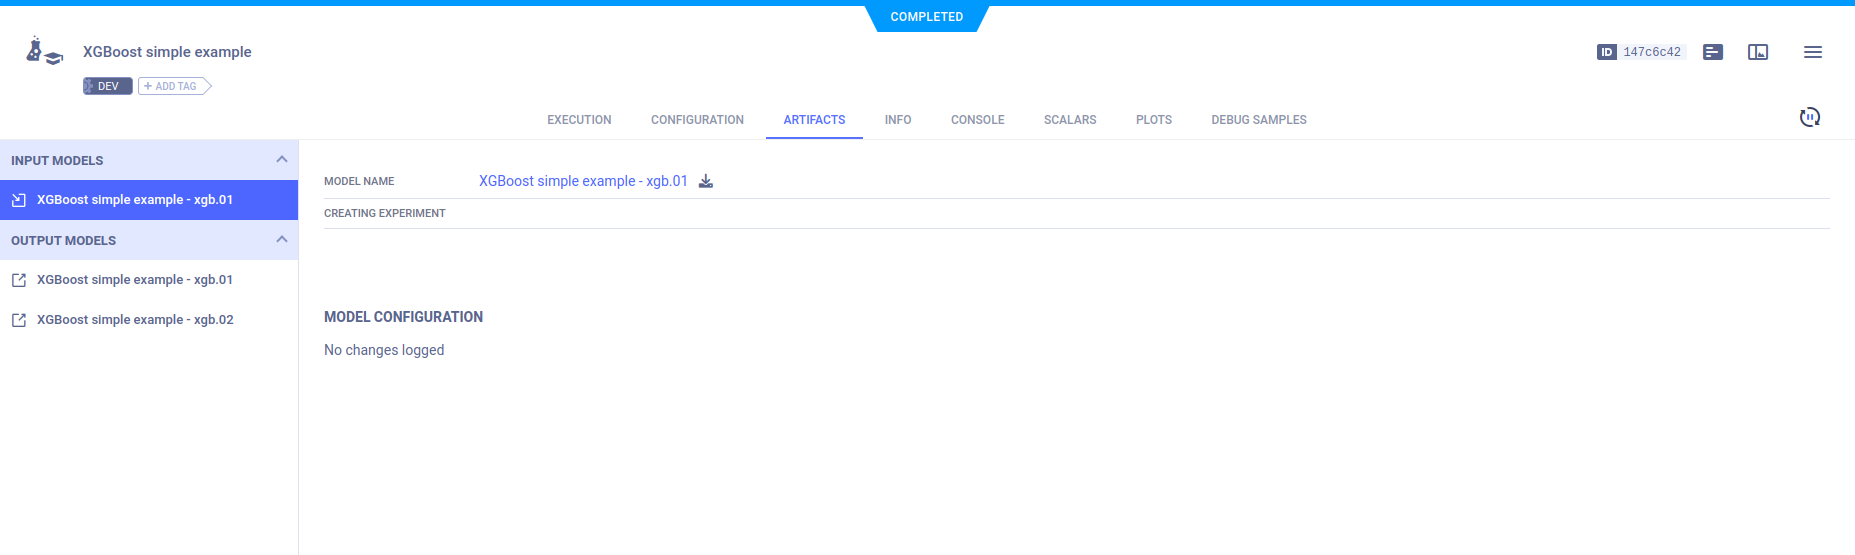 COMPLETED
XGBoost simple example
ID 147c6c42
DEV + ADD TAG
EXECUTION CONFIGURATION ARTIFACTS INFO CONSOLE SCALARS PLOTS DEBUG SAMPLES
INPUT MODELS
XGBoost simple example - xgb.01
OUTPUT MODELS
XGBoost simple example - xgb.01
XGBoost simple example - xgb.02
MODEL NAME XGBoost simple example - xgb.01
CREATING EXPERIMENT
MODEL CONFIGURATION
No changes logged